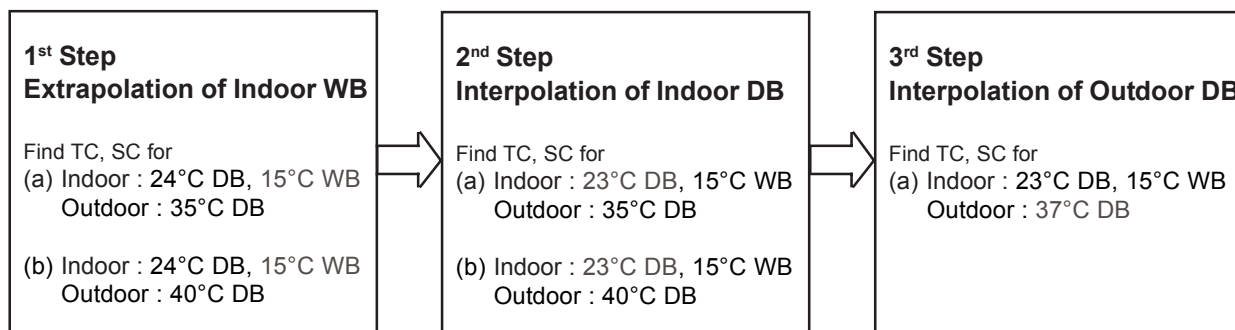 1st Step
Extrapolation of Indoor WB
Find TC, SC for
(a) Indoor : 24°C DB, 15°C WB
Outdoor : 35°C DB
(b) Indoor : 24°C DB, 15°C WB
Outdoor : 40°C DB
2nd Step
Interpolation of Indoor DB
Find TC, SC for
(a) Indoor : 23°C DB, 15°C WB
Outdoor : 35°C DB
(b) Indoor : 23°C DB, 15°C WB
Outdoor : 40°C DB
3rd Step
Interpolation of Outdoor DB
Find TC, SC for
(a) Indoor : 23°C DB, 15°C WB
Outdoor : 37°C DB